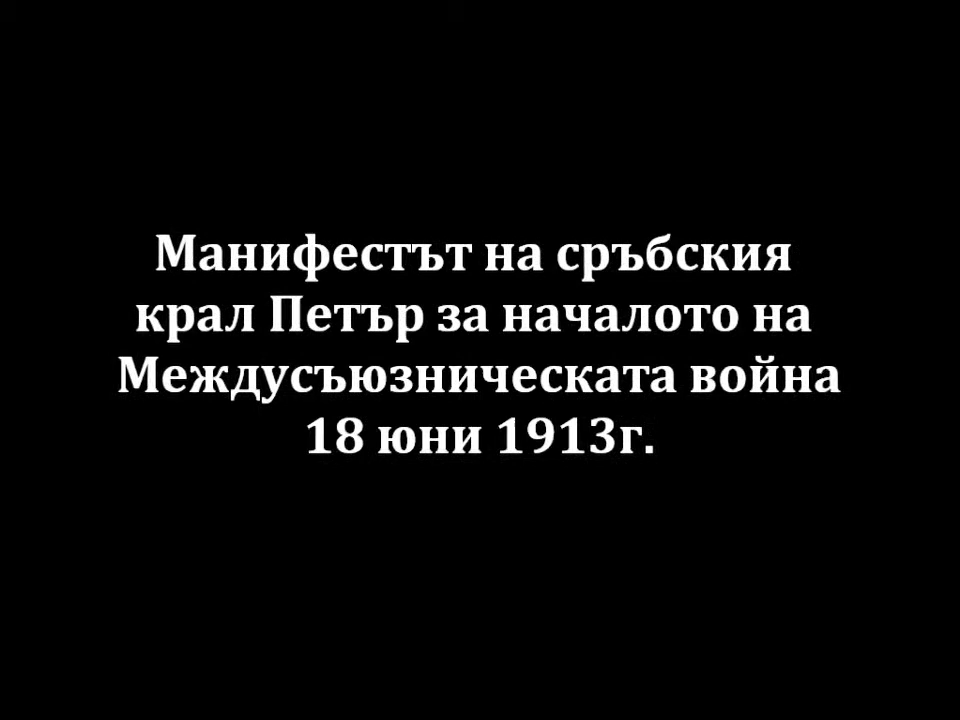 Манифестът на сръбския
крал Петър за началото на
Междусъюзническата война
18 юни 1913г.